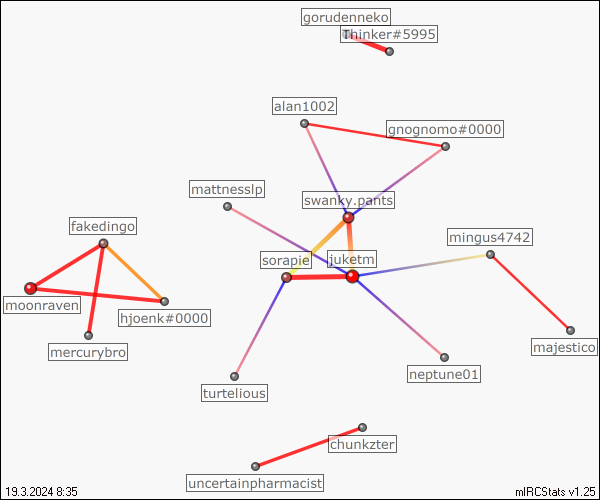 gorudenneko
Thinker#5995
alan1002
gnognomo#0000
mattnesslp
swanky.pants
fakedingo
mingus4742
sorapie
juketm
moonraven
hjoenk#0000
mercurybro
majestico
neptune01
turtelious
chunkzter
uncertainpharmacist
19.3.2024 8:35
mIRCStats v1.25